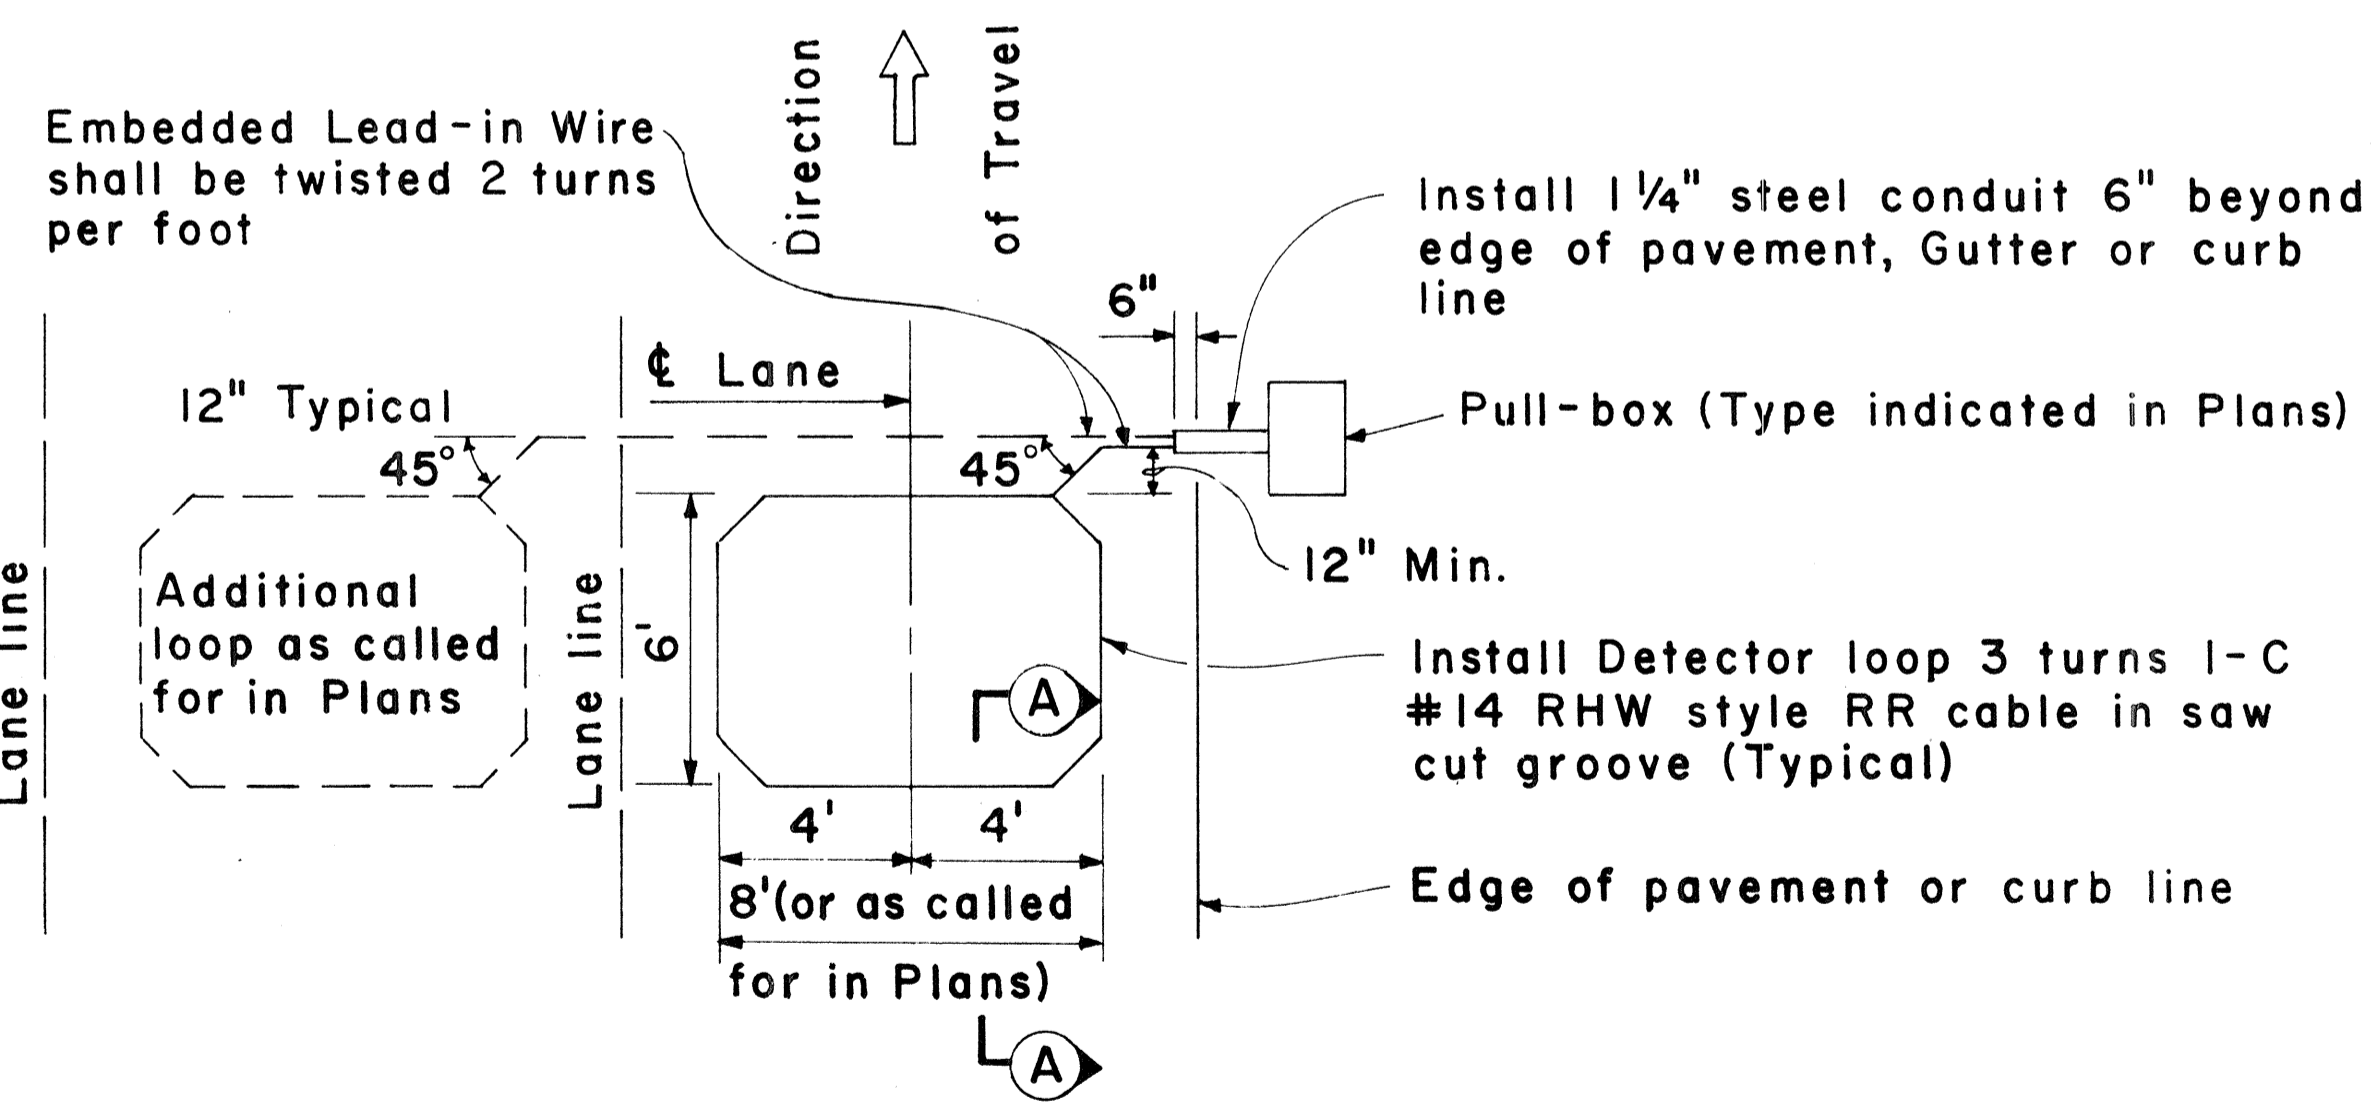 Direction
of Travel
Embedded Lead-in Wire
shall be twisted 2 turns
per foot
Install 1 1/4" steel conduit 6" beyond
edge of pavement, Gutter or curb
line
6"
℄ Lane
12" Typical
45°
45°
Pull-box (Type indicated in Plans)
12" Min.
Lane line
Additional
loop as called
for in Plans
Lane line
6'
A
Install Detector loop 3 turns 1-C
#14 RHW style RR cable in saw
cut groove (Typical)
4'
4'
8'(or as called
for in Plans)
Edge of pavement or curb line
A